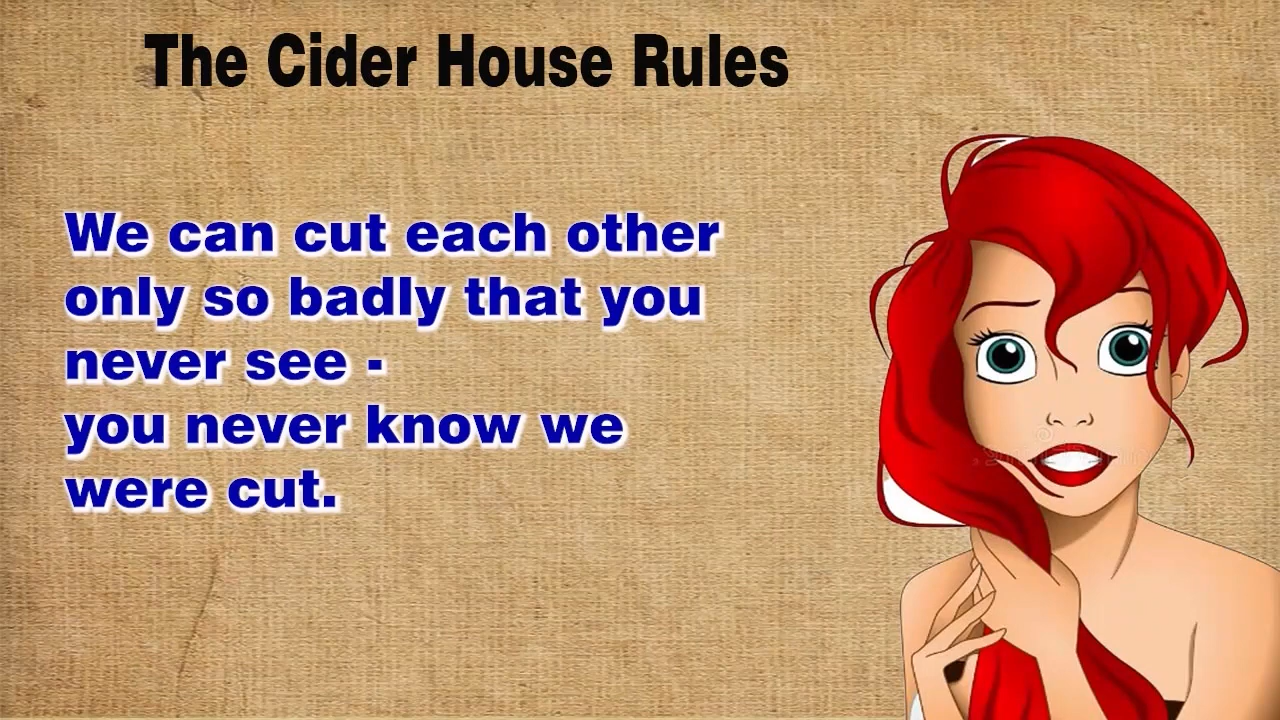 The Cider House Rules
We can cut each other
only so badly that you
never see -
you never know we
were cut.